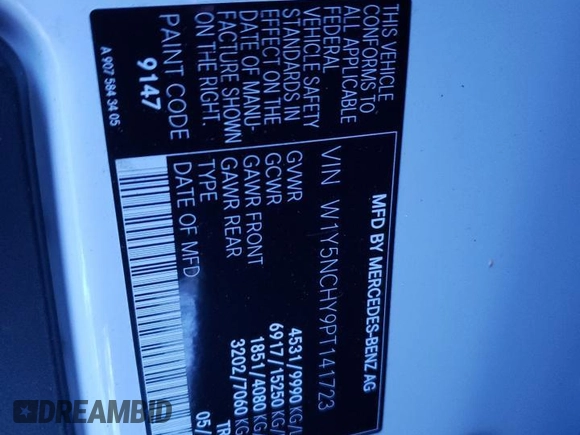 MFD BY MERCEDES-BENZ AG
VIN W1Y5NCHY9PT141723
GVWR 4531/9990 KG/L
GCWR 6917/15250 KG/
GAWR FRONT 1851/4080 KG
GAWR REAR 3202/7060 KG
TYPE TR
DATE OF MFD 05/
THIS VEHICLE
CONFORMS TO
ALL APPLICABLE
FEDERAL
VEHICLE SAFETY
STANDARDS IN
EFFECT ON THE
DATE OF MANU-
FACTURE SHOWN
ON THE RIGHT.
PAINT CODE
9147
A 907 584 34 05
DREAMBID